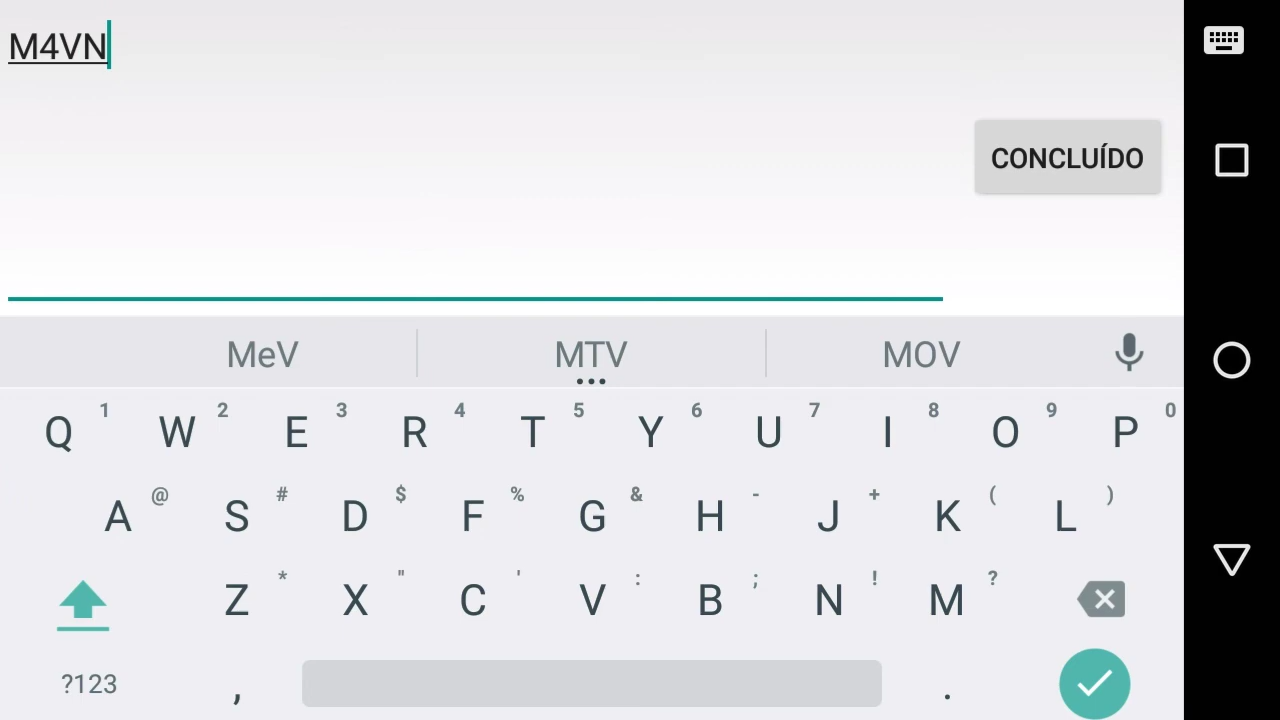 M4VN
CONCLUÍDO
MeV MTV MOV
Q 1 W 2 E 3 R 4 T 5 Y 6 U 7 I 8 O 9 P 0
A @ S # D $ F % G & H - J + K ( L )
Z * X " C ' V : B ; N ! M ?
?123 , .